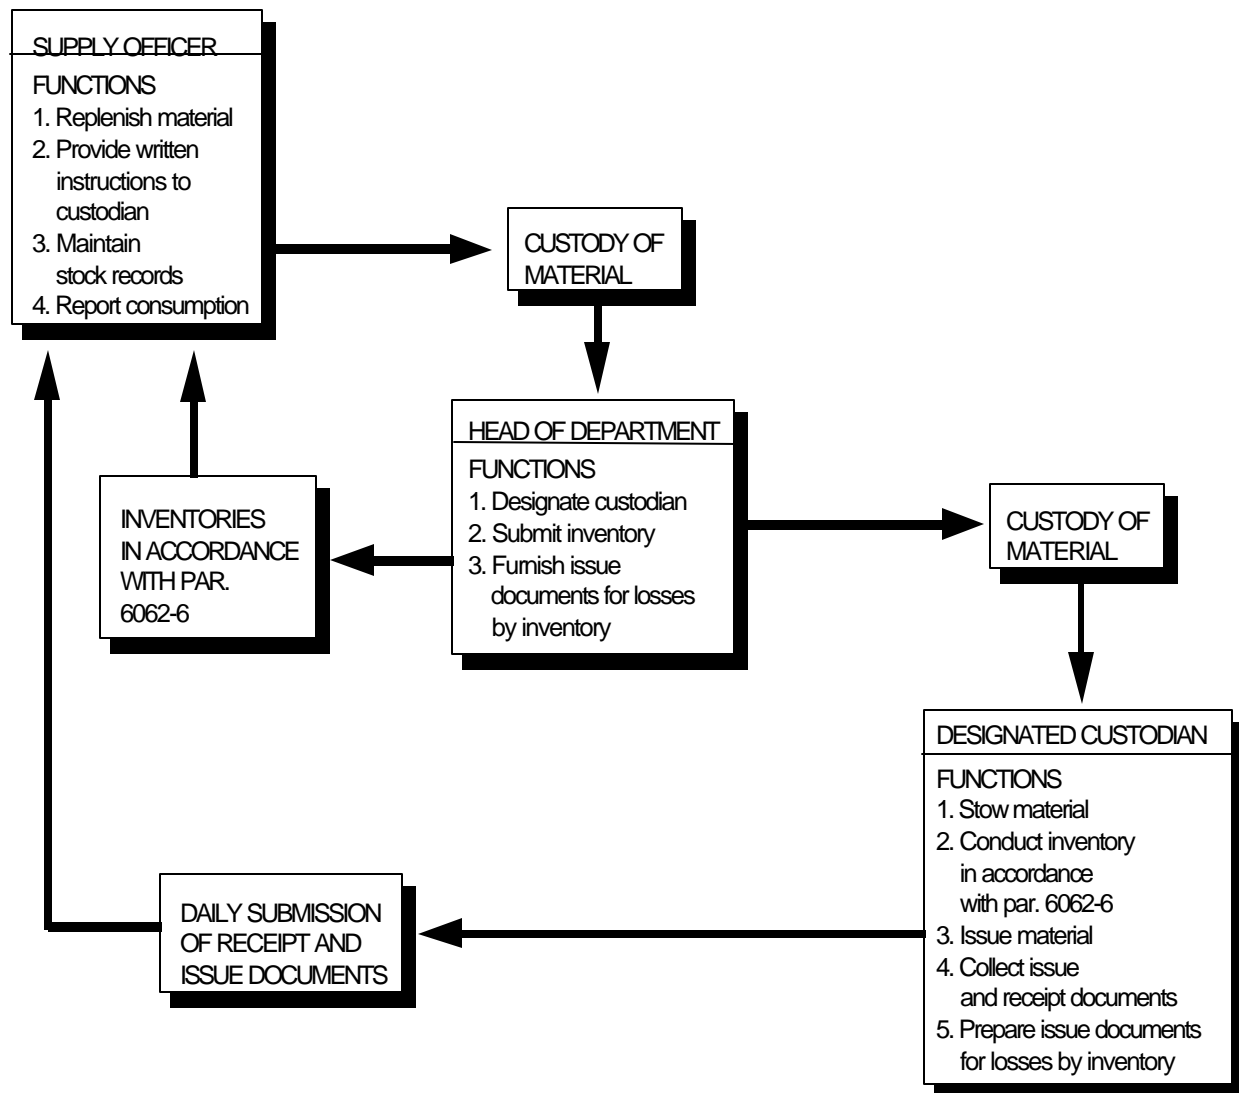 SUPPLY OFFICER
FUNCTIONS
1. Replenish material
2. Provide written
instructions to
custodian
3. Maintain
stock records
4. Report consumption
CUSTODY OF
MATERIAL
HEAD OF DEPARTMENT
FUNCTIONS
1. Designate custodian
2. Submit inventory
3. Furnish issue
documents for losses
by inventory
INVENTORIES
IN ACCORDANCE
WITH PAR.
6062-6
CUSTODY OF
MATERIAL
DESIGNATED CUSTODIAN
FUNCTIONS
1. Stow material
2. Conduct inventory
in accordance
with par. 6062-6
3. Issue material
4. Collect issue
and receipt documents
5. Prepare issue documents
for losses by inventory
DAILY SUBMISSION
OF RECEIPT AND
ISSUE DOCUMENTS